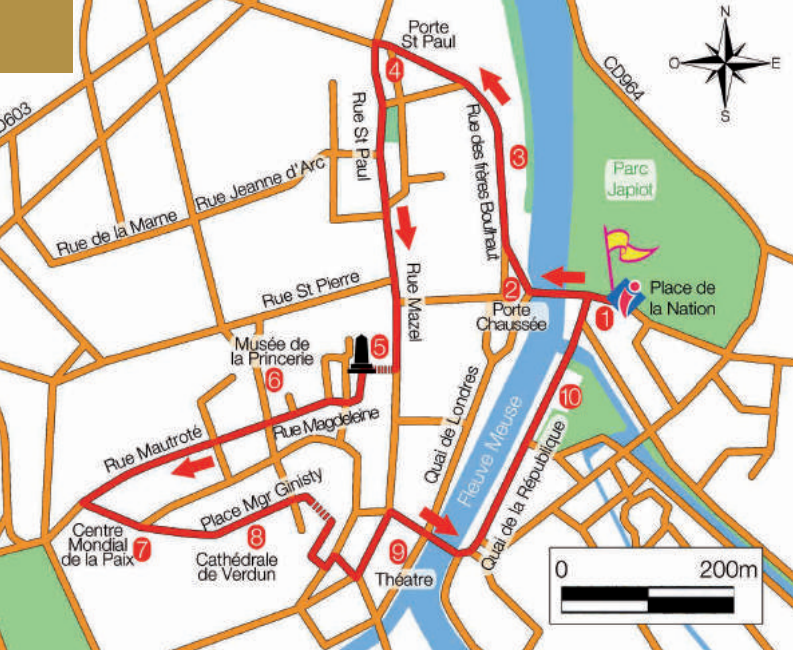 N
O
E
S
Porte
St Paul
4
CD964
D603
Rue St Paul
Rue des frères Boulhaut
3
Parc
Japiot
Rue Jeanne d'Arc
Rue de la Marne
Rue St Pierre
Rue Mazel
2
Porte
Chaussée
1
Place de
la Nation
i
Musée de
la Princerie
5
6
10
Rue Magdeleine
Rue Mautroté
Quai de Londres
Fleuve Meuse
Quai de la République
Place Mgr Ginisty
Centre
Mondial
de la Paix
7
8
Cathédrale
de Verdun
9
Théatre
0
200m